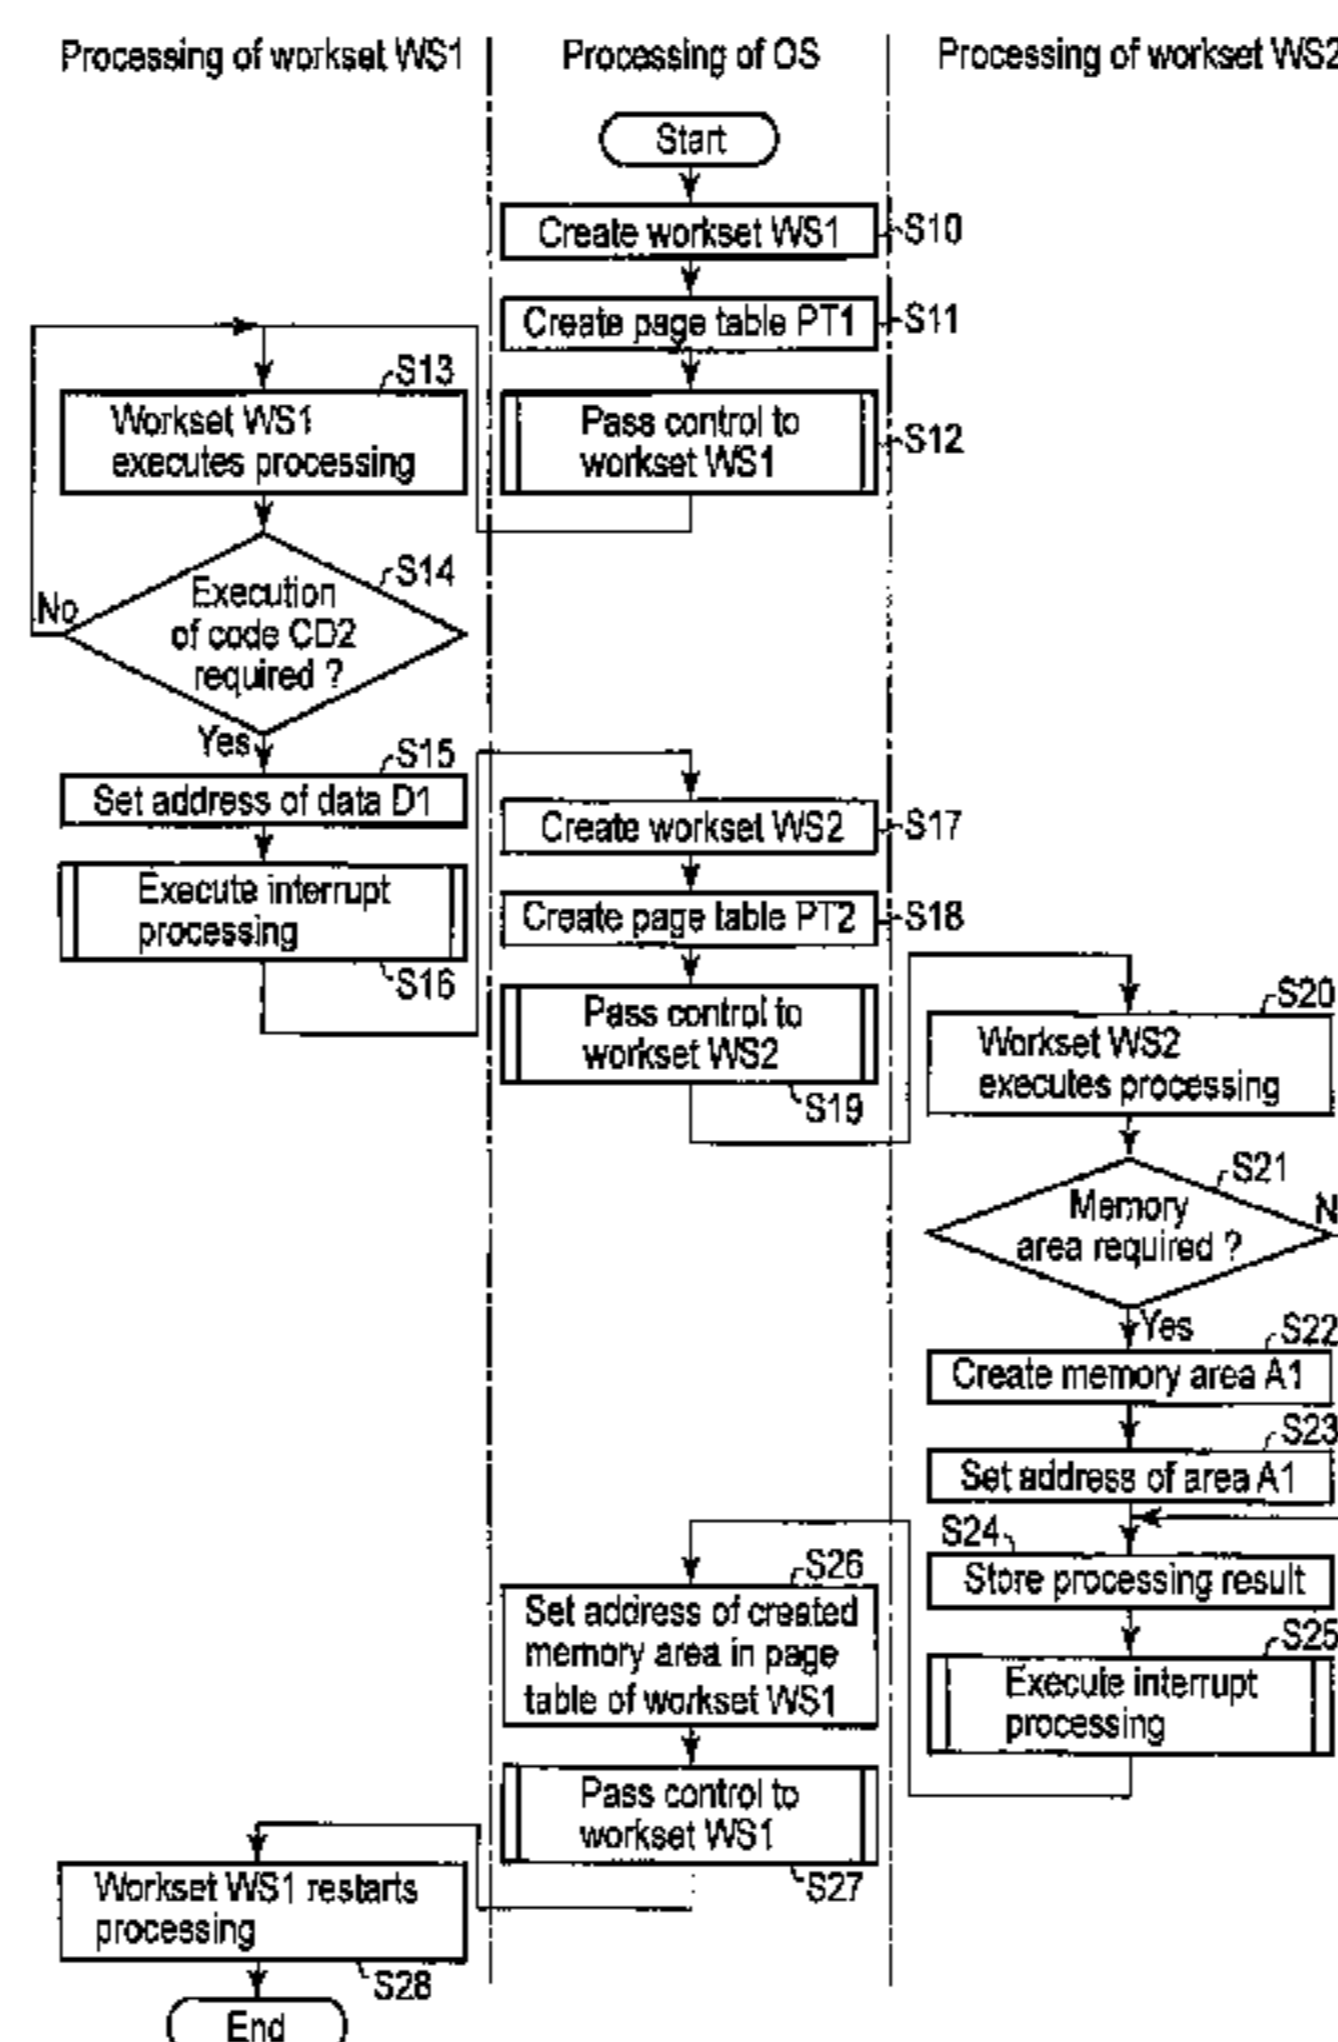 Processing of workset WS1
Processing of OS
Processing of workset WS2
Start
Create workset WS1
S10
Create page table PT1
S11
Pass control to
workset WS1
S12
S13
Workset WS1
executes processing
S14
Execution
of code CD2
required ?
No
Yes
S15
Set address of data D1
Execute interrupt
processing
S16
Create workset WS2
S17
Create page table PT2
S18
Pass control to
workset WS2
S19
S20
Workset WS2
executes processing
S21
Memory
area required ?
N
Yes
S22
Create memory area A1
S23
Set address of area A1
S24
Store processing result
S25
Execute interrupt
processing
S26
Set address of created
memory area in page
table of workset WS1
Pass control to
workset WS1
S27
Workset WS1 restarts
processing
S28
End